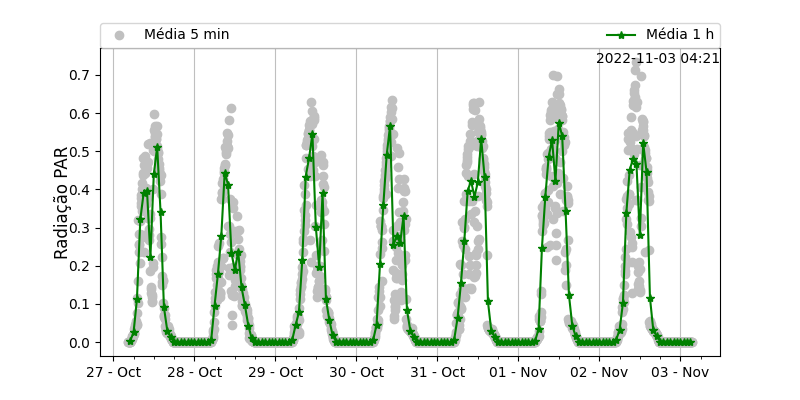 Média 5 min
Média 1 h
2022-11-03 04:21
Radiação PAR
0.7
0.6
0.5
0.4
0.3
0.2
0.1
0.0
27 - Oct
28 - Oct
29 - Oct
30 - Oct
31 - Oct
01 - Nov
02 - Nov
03 - Nov